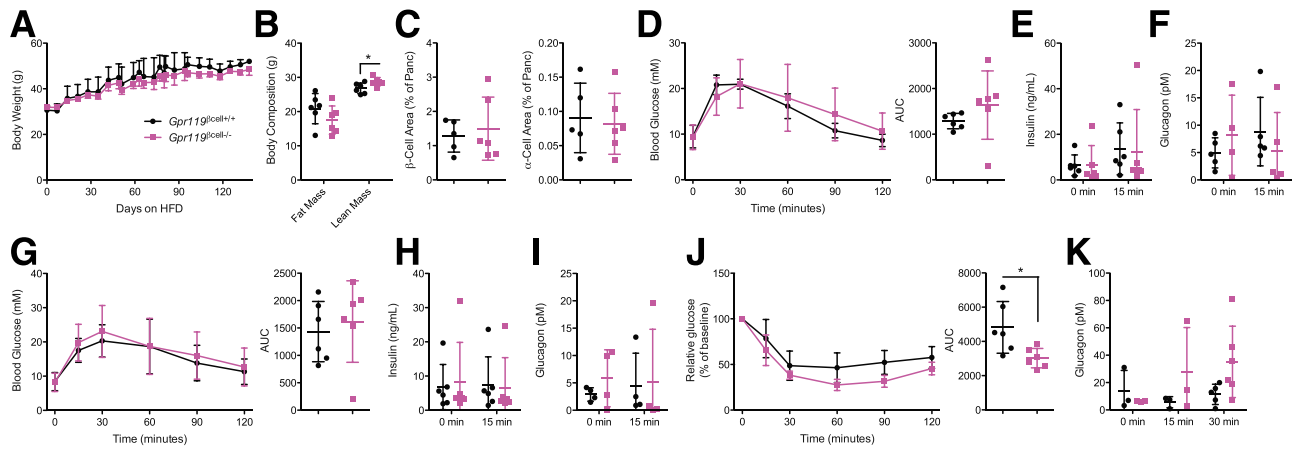 A
Body Weight (g)
60
40
20
0
0
30
60
90
120
Days on HFD
Gpr119βcell+/+
Gpr119βcell-/-
B
Body Composition (g)
40
30
20
10
0
*
Fat Mass
Lean Mass
C
β-Cell Area (% of Panc)
4
3
2
1
0
α-Cell Area (% of Panc)
0.20
0.15
0.10
0.05
0.00
D
Blood Glucose (mM)
30
20
10
0
0
30
60
90
120
Time (minutes)
AUC
3000
2000
1000
0
E
Insulin (ng/mL)
60
40
20
0
0 min
15 min
F
Glucagon (pM)
25
20
15
10
5
0
0 min
15 min
G
Blood Glucose (mM)
40
30
20
10
0
0
30
60
90
120
Time (minutes)
AUC
2500
2000
1500
1000
500
0
H
Insulin (ng/mL)
40
30
20
10
0
0 min
15 min
I
Glucagon (pM)
25
20
15
10
5
0
0 min
15 min
J
Relative glucose
(% of baseline)
150
100
50
0
0
30
60
90
120
Time (minutes)
AUC
8000
6000
4000
2000
0
*
K
Glucagon (pM)
100
80
60
40
20
0
0 min
15 min
30 min